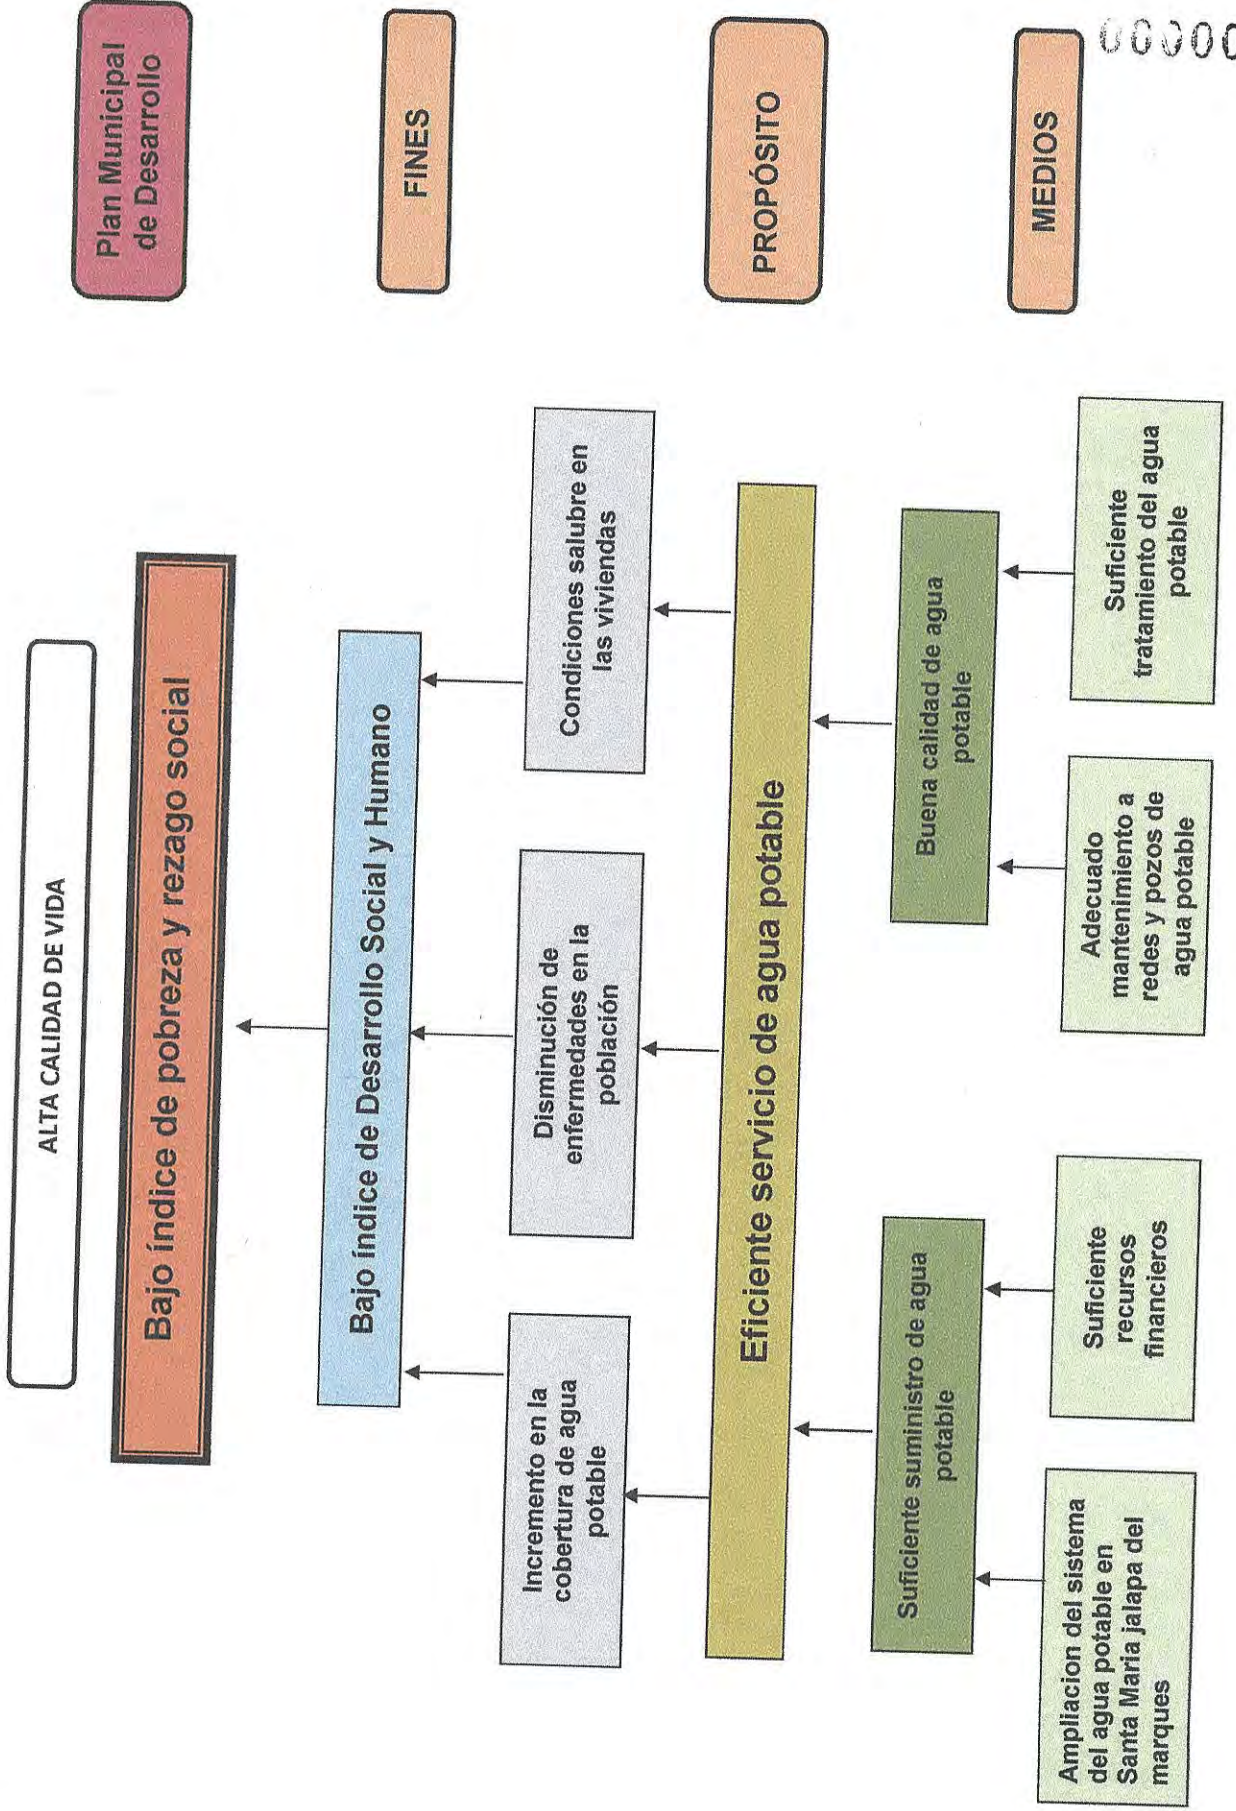 ALTA CALIDAD DE VIDA
Plan Municipal
de Desarrollo
Bajo índice de pobreza y rezago social
FINES
Bajo índice de Desarrollo Social y Humano
Incremento en la
cobertura de agua
potable
Disminución de
enfermedades en la
población
Condiciones salubre en
las viviendas
PROPÓSITO
Eficiente servicio de agua potable
Suficiente suministro de agua
potable
Buena calidad de agua
potable
MEDIOS
Ampliacion del sistema
del agua potable en
Santa Maria jalapa del
marques
Suficiente
recursos
financieros
Adecuado
mantenimiento a
redes y pozos de
agua potable
Suficiente
tratamiento del agua
potable